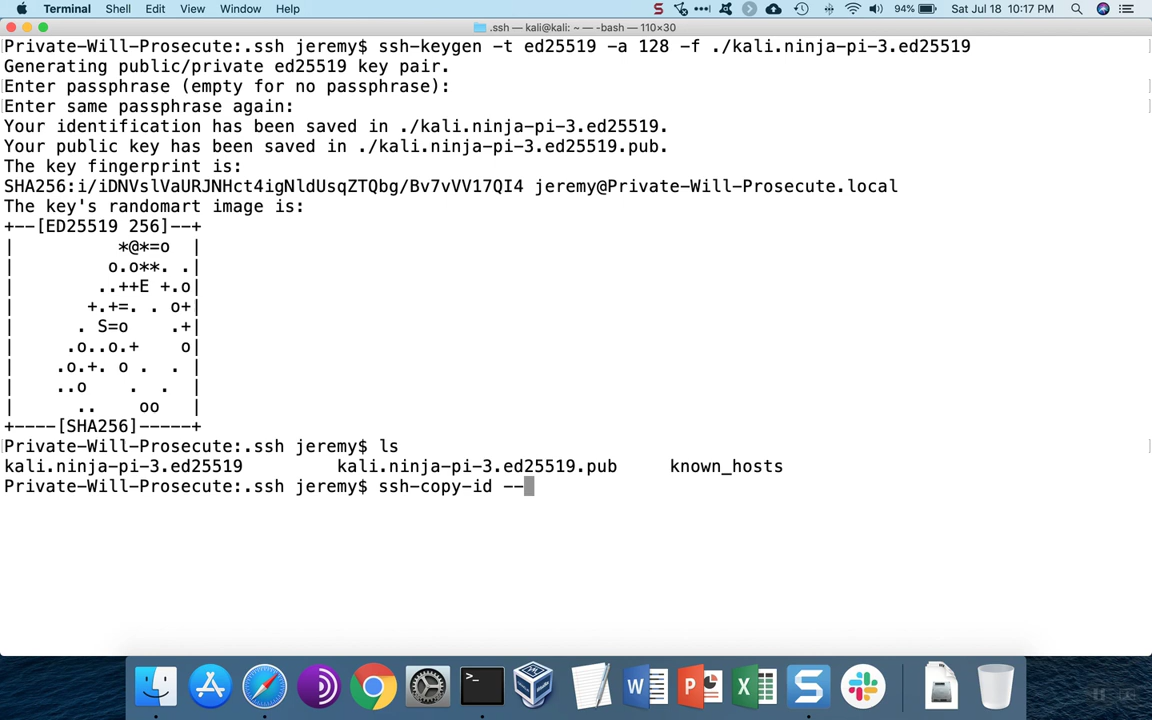 Terminal Shell Edit View Window Help 94% Sat Jul 18 10:17 PM
.ssh — kali@kali: ~ — -bash — 110×30
Private-Will-Prosecute:.ssh jeremy$ ssh-keygen -t ed25519 -a 128 -f ./kali.ninja-pi-3.ed25519
Generating public/private ed25519 key pair.
Enter passphrase (empty for no passphrase):
Enter same passphrase again:
Your identification has been saved in ./kali.ninja-pi-3.ed25519.
Your public key has been saved in ./kali.ninja-pi-3.ed25519.pub.
The key fingerprint is:
SHA256:i/iDNVslVaURJNHct4igNldUsqZTQbg/Bv7vVV17QI4 jeremy@Private-Will-Prosecute.local
The key's randomart image is:
+--[ED25519 256]--+
|          *@*=o  |
|         o.o**. .|
|        ..++E +.o|
|       +.+=. . o+|
|      . S=o    .+|
|     .o..o.+    o|
|    .o.+. o .  . |
|    ..o    .  .  |
|      ..    oo   |
+----[SHA256]-----+
Private-Will-Prosecute:.ssh jeremy$ ls
kali.ninja-pi-3.ed25519 kali.ninja-pi-3.ed25519.pub known_hosts
Private-Will-Prosecute:.ssh jeremy$ ssh-copy-id --